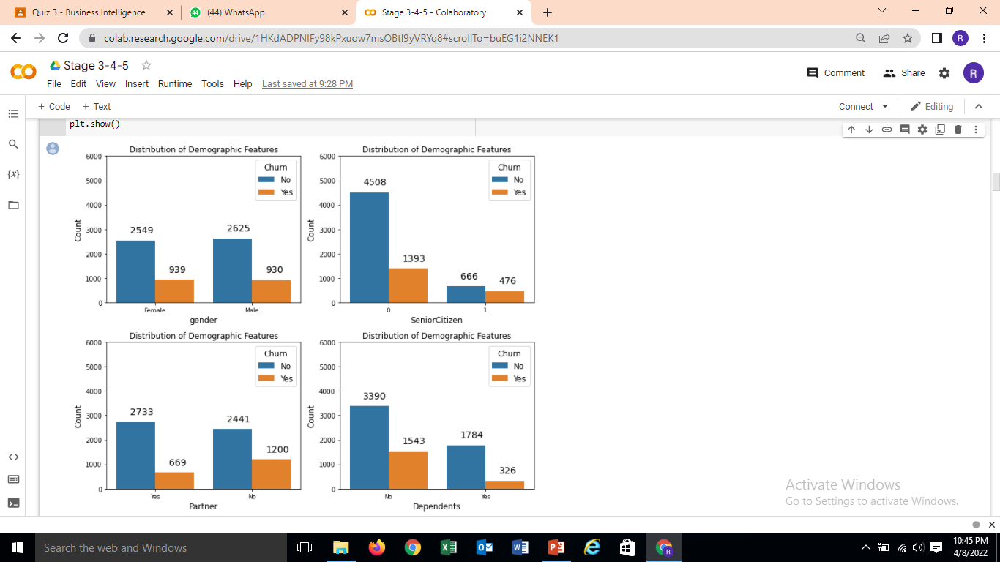 Quiz 3 - Business Intelligence
44
(44) WhatsApp
Stage 3-4-5 - Colaboratory
colab.research.google.com/drive/1HKdADPNIFy98kPxuow7msOBtI9yVRYq8#scrollTo=buEG1i2NNEK1
R
Stage 3-4-5
Comment
Share
R
File Edit View Insert Runtime Tools Help Last saved at 9:28 PM
+ Code + Text
Connect
Editing
plt.show()
{x}
Distribution of Demographic Features
6000
5000
4000
3000
2000
1000
0
Count
Churn
No
Yes
2549
939
2625
930
Female
Male
gender
Distribution of Demographic Features
6000
5000
4000
3000
2000
1000
0
Count
Churn
No
Yes
4508
1393
666
476
0
1
SeniorCitizen
Distribution of Demographic Features
6000
5000
4000
3000
2000
1000
0
Count
Churn
No
Yes
2733
669
2441
1200
Yes
No
Partner
Distribution of Demographic Features
6000
5000
4000
3000
2000
1000
0
Count
Churn
No
Yes
3390
1543
1784
326
No
Yes
Dependents
Activate Windows
Go to Settings to activate Windows.
Search the web and Windows
10:45 PM
4/8/2022